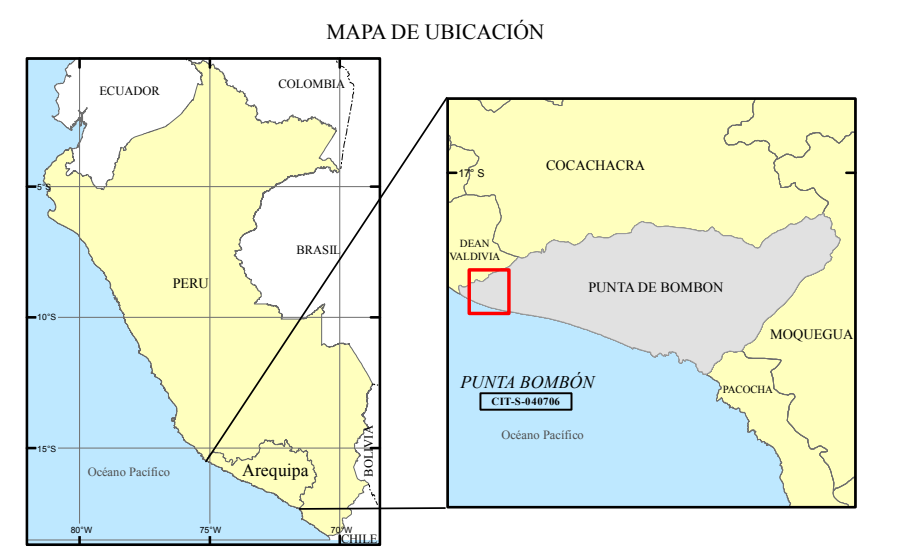 MAPA DE UBICACIÓN
ECUADOR
COLOMBIA
5°S
BRASIL
PERU
10°S
15°S
Océano Pacífico
Arequipa
BOLIVIA
80°W
75°W
70°W
CHILE
COCACHACRA
17° S
DEAN
VALDIVIA
PUNTA DE BOMBON
MOQUEGUA
PUNTA BOMBÓN
CIT-S-040706
PACOCHA
Océano Pacífico